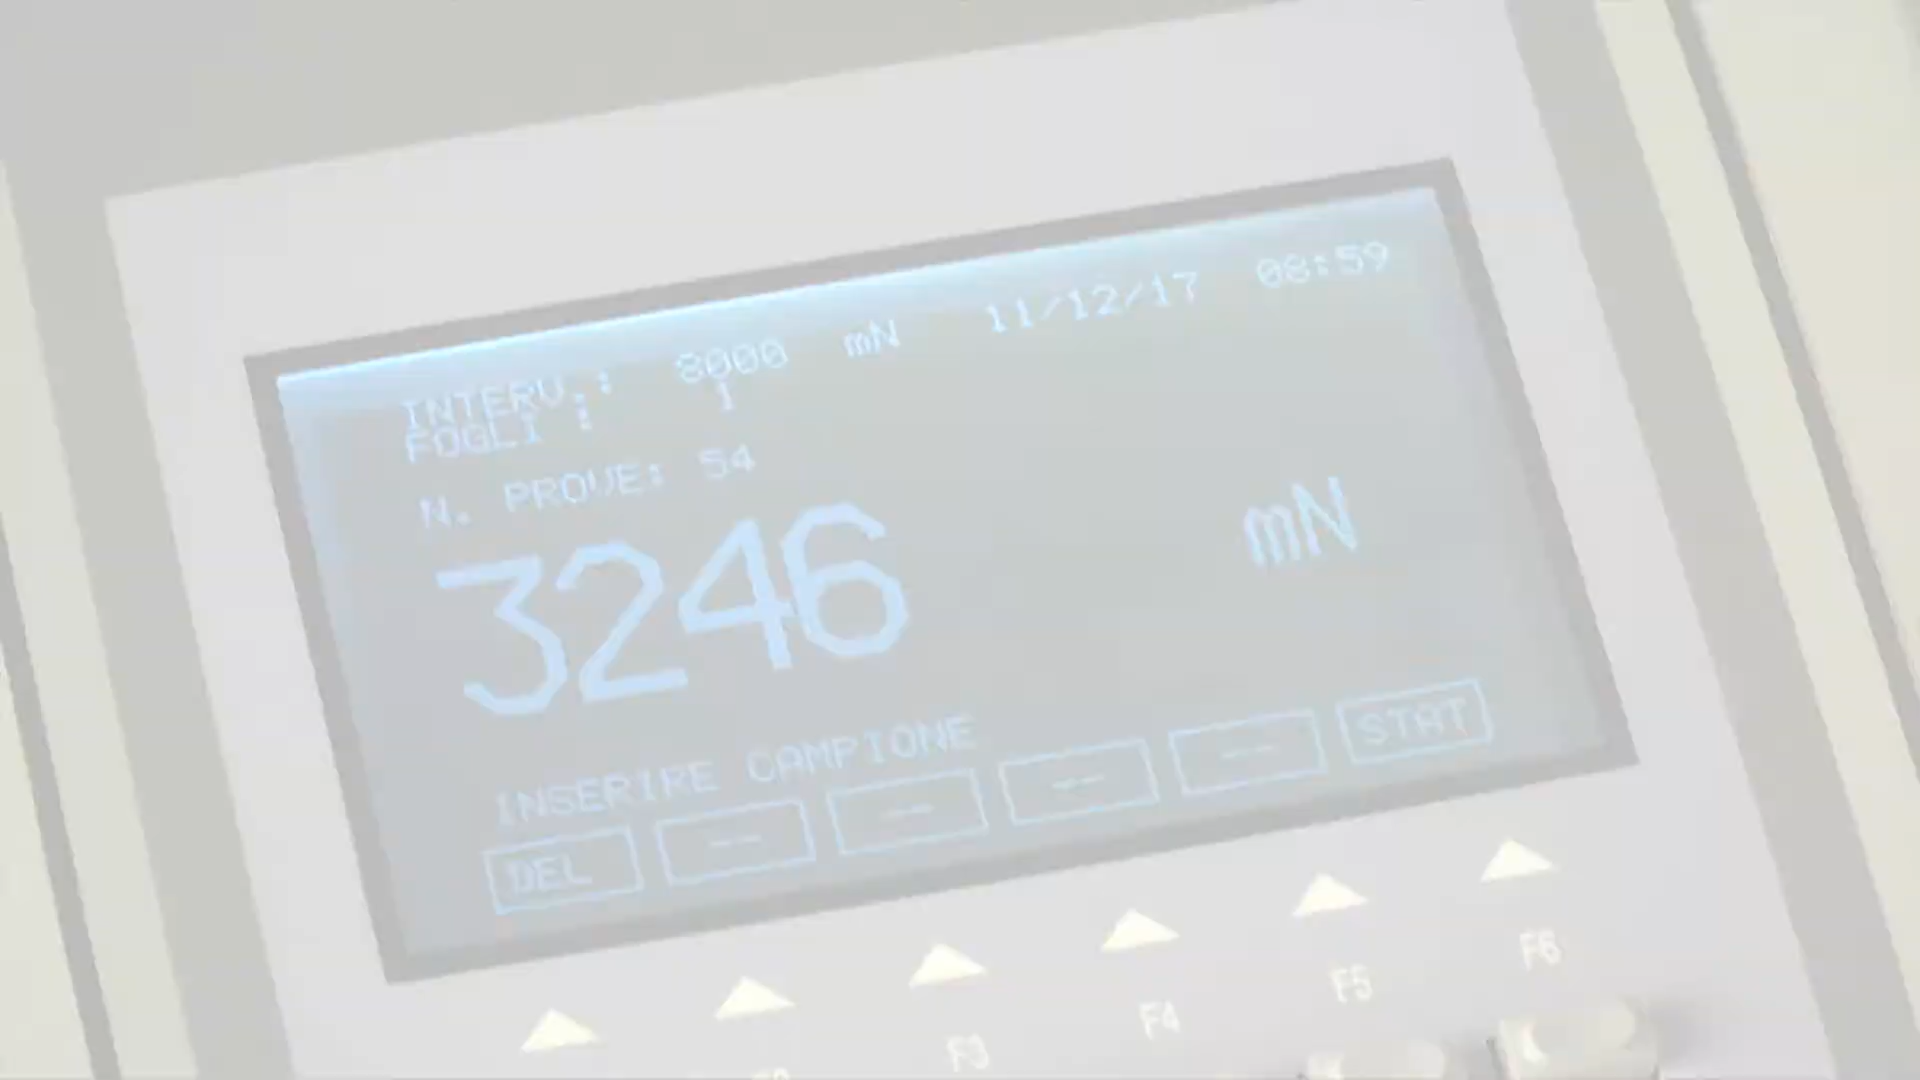 INTERV.: 8000 mN 11/12/17 08:59
FOGLI : 1
N. PROVE: 54
3246 mN
INSERIRE CAMPIONE
DEL -- -- -- -- STAT
F3 F4 F5 F6